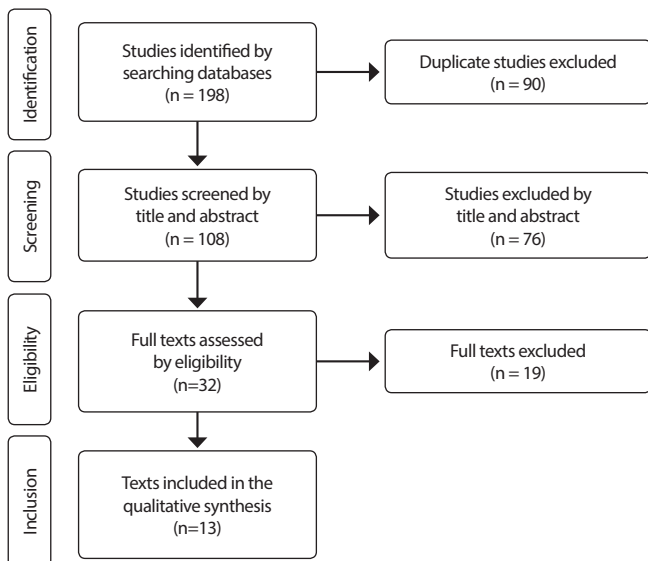 Identification
Studies identified by
searching databases
(n = 198)
Duplicate studies excluded
(n = 90)
Screening
Studies screened by
title and abstract
(n = 108)
Studies excluded by
title and abstract
(n = 76)
Eligibility
Full texts assessed
by eligibility
(n=32)
Full texts excluded
(n = 19)
Inclusion
Texts included in the
qualitative synthesis
(n=13)